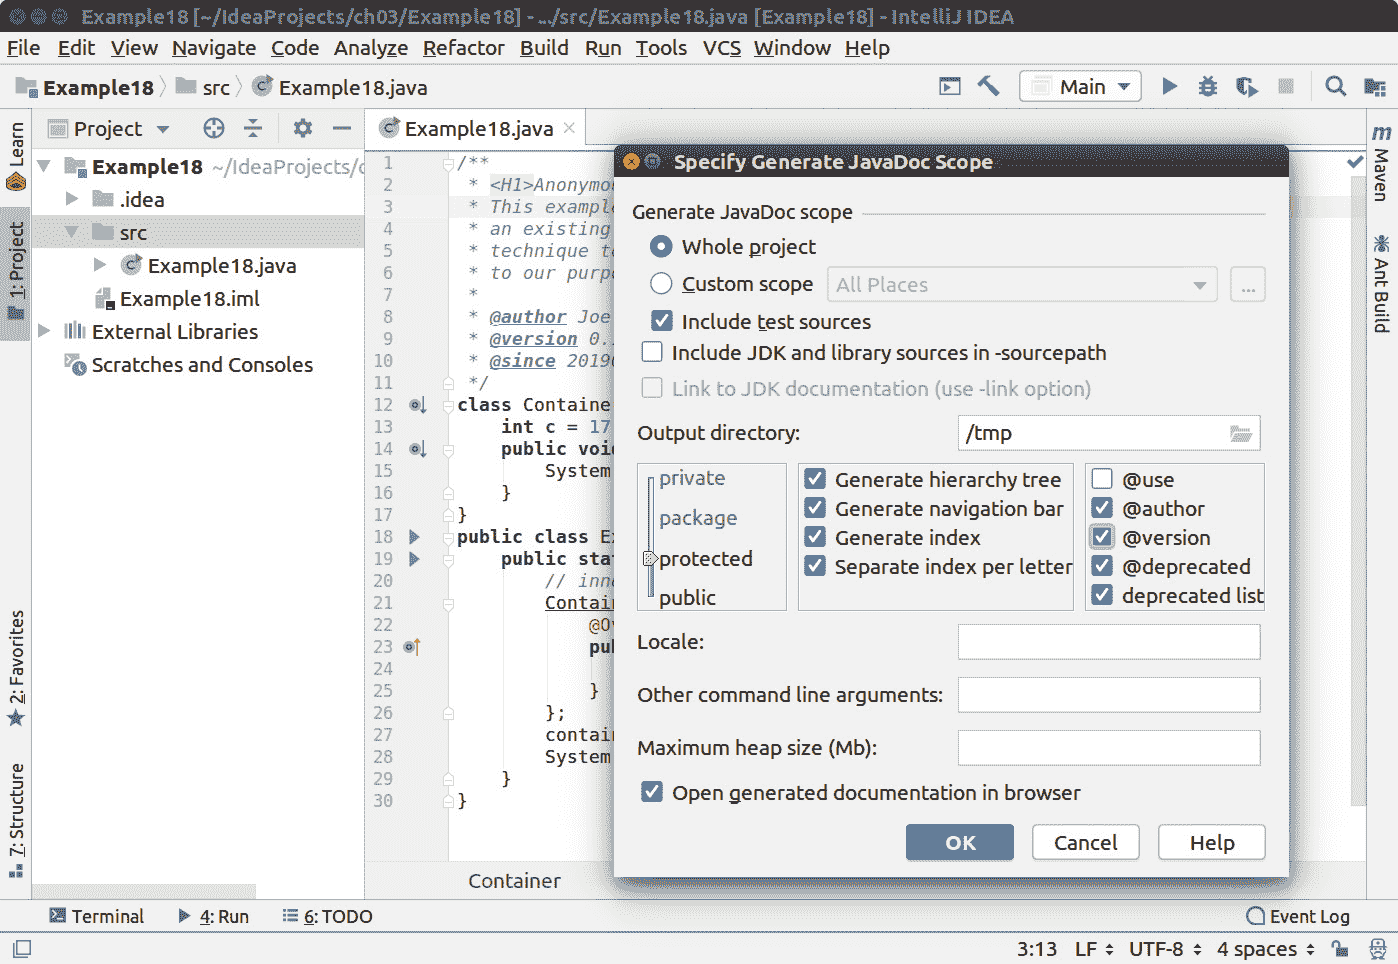 Example18 [~/IdeaProjects/ch03/Example18] - .../src/Example18.java [Example18] - IntelliJ IDEA
File Edit View Navigate Code Analyze Refactor Build Run Tools VCS Window Help
Example18 src Example18.java Main
Learn
1: Project
2: Favorites
7: Structure
Project
Example18 ~/IdeaProjects/c
.idea
src
Example18.java
Example18.iml
External Libraries
Scratches and Consoles
Example18.java
1 /**
2 * <H1>Anonymo
3 * This example
4 * an existing
5 * technique t
6 * to our purp
7 *
8 * @author Joe
9 * @version 0.
10 * @since 2019
11 */
12 class Containe
13 int c = 17
14 public voi
15 System
16 }
17 }
18 public class E
19 public sta
20 // inn
21 Contai
22 @O
23 pu
24
25 }
26 };
27 contai
28 System
29 }
30 }
Container
Specify Generate JavaDoc Scope
Generate JavaDoc scope
Whole project
Custom scope All Places ...
Include test sources
Include JDK and library sources in -sourcepath
Link to JDK documentation (use -link option)
Output directory: /tmp
private
package
protected
public
Generate hierarchy tree
Generate navigation bar
Generate index
Separate index per letter
@use
@author
@version
@deprecated
deprecated list
Locale:
Other command line arguments:
Maximum heap size (Mb):
Open generated documentation in browser
OK Cancel Help
m Maven
Ant Build
Terminal 4: Run 6: TODO Event Log
3:13 LF UTF-8 4 spaces